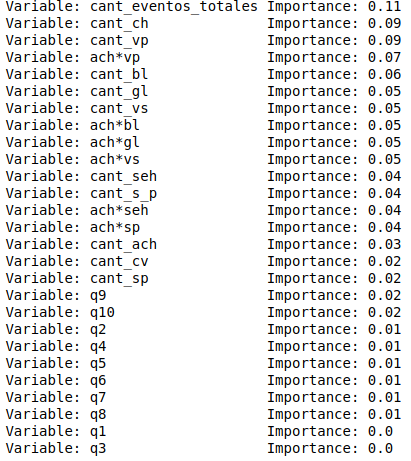 Variable: cant_eventos_totales Importance: 0.11
Variable: cant_ch Importance: 0.09
Variable: cant_vp Importance: 0.09
Variable: ach*vp Importance: 0.07
Variable: cant_bl Importance: 0.06
Variable: cant_gl Importance: 0.05
Variable: cant_vs Importance: 0.05
Variable: ach*bl Importance: 0.05
Variable: ach*gl Importance: 0.05
Variable: ach*vs Importance: 0.05
Variable: cant_seh Importance: 0.04
Variable: cant_s_p Importance: 0.04
Variable: ach*seh Importance: 0.04
Variable: ach*sp Importance: 0.04
Variable: cant_ach Importance: 0.03
Variable: cant_cv Importance: 0.02
Variable: cant_sp Importance: 0.02
Variable: q9 Importance: 0.02
Variable: q10 Importance: 0.02
Variable: q2 Importance: 0.01
Variable: q4 Importance: 0.01
Variable: q5 Importance: 0.01
Variable: q6 Importance: 0.01
Variable: q7 Importance: 0.01
Variable: q8 Importance: 0.01
Variable: q1 Importance: 0.0
Variable: q3 Importance: 0.0